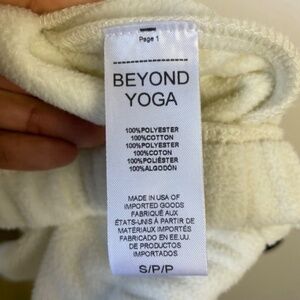 Page 1
BEYOND
YOGA
100%POLYESTER
100%COTTON
100%POLYESTER
100%COTON
100%POLIÉSTER
100%ALGODÓN
MADE IN USA OF
IMPORTED GOODS
FABRIQUÉ AUX
ÉTATS-UNIS À PARTIR DE
MATÉRIAUX IMPORTÉS
FABRICADO EN EE.UU.
DE PRODUCTOS
IMPORTADOS
S/P/P